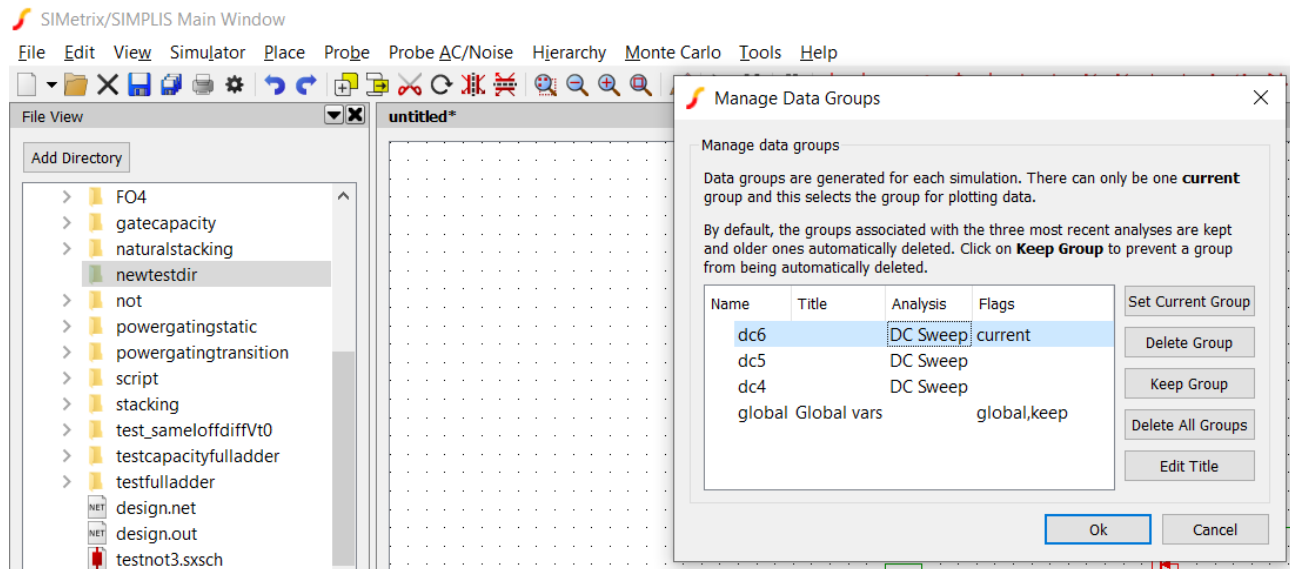 SIMetrix/SIMPLIS Main Window
File Edit View Simulator Place Probe Probe AC/Noise Hierarchy Monte Carlo Tools Help
File View
untitled*
Add Directory
FO4
gatecapacity
naturalstacking
newtestdir
not
powergatingstatic
powergatingtransition
script
stacking
test_sameIoffdiffVt0
testcapacityfulladder
testfulladder
NET design.net
NET design.out
testnot3.sxsch
Manage Data Groups
Manage data groups
Data groups are generated for each simulation. There can only be one current
group and this selects the group for plotting data.
By default, the groups associated with the three most recent analyses are kept
and older ones automatically deleted. Click on Keep Group to prevent a group
from being automatically deleted.
Name Title Analysis Flags
dc6 DC Sweep current
dc5 DC Sweep
dc4 DC Sweep
global Global vars global,keep
Set Current Group
Delete Group
Keep Group
Delete All Groups
Edit Title
Ok Cancel